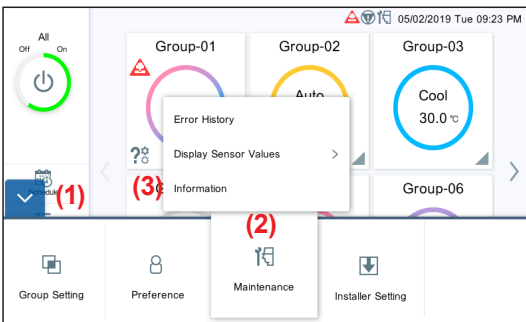 All
Off On
05/02/2019 Tue 09:23 PM
Group-01
Group-02
Group-03
Auto
Cool
30.0 ℃
Error History
Display Sensor Values
Information
(1)
(2)
(3)
Schedule
Group-06
Group Setting
Preference
Maintenance
Installer Setting